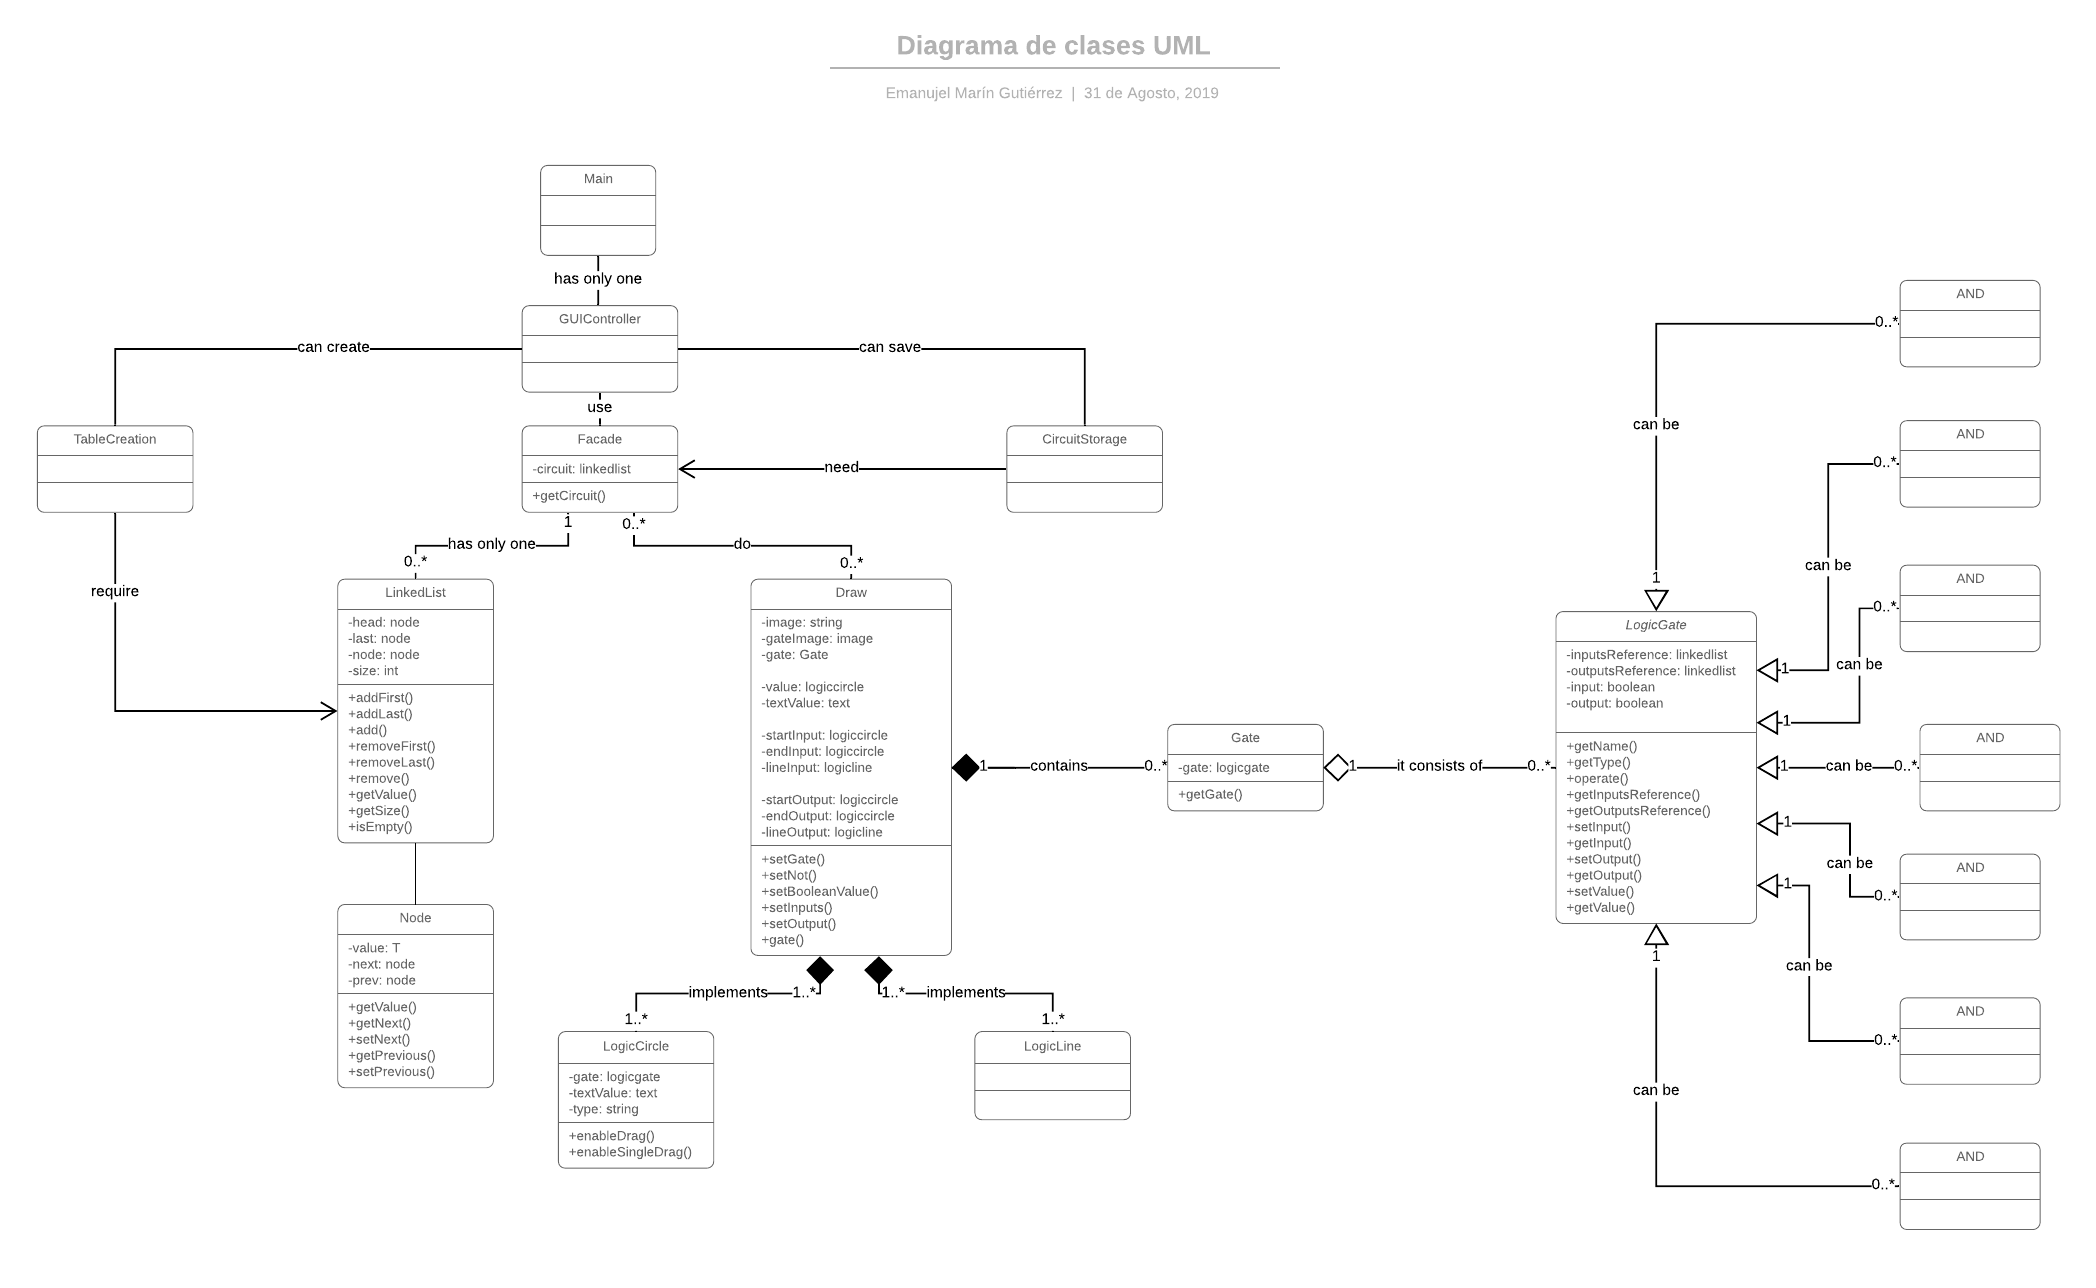 Diagrama de clases UML
Emanujel Marín Gutiérrez | 31 de Agosto, 2019
Main
has only one
GUIController
can create
can save
use
TableCreation
Facade
-circuit: linkedlist
+getCircuit()
CircuitStorage
need
1
0..*
has only one
do
0..*
0..*
require
LinkedList
-head: node
-last: node
-node: node
-size: int
+addFirst()
+addLast()
+add()
+removeFirst()
+removeLast()
+remove()
+getValue()
+getSize()
+isEmpty()
Node
-value: T
-next: node
-prev: node
+getValue()
+getNext()
+setNext()
+getPrevious()
+setPrevious()
Draw
-image: string
-gateImage: image
-gate: Gate
-value: logiccircle
-textValue: text
-startInput: logiccircle
-endInput: logiccircle
-lineInput: logicline
-startOutput: logiccircle
-endOutput: logiccircle
-lineOutput: logicline
+setGate()
+setNot()
+setBooleanValue()
+setInputs()
+setOutput()
+gate()
implements
1..*
1..*
implements
1..*
1..*
LogicCircle
-gate: logicgate
-textValue: text
-type: string
+enableDrag()
+enableSingleDrag()
LogicLine
1
contains
0..*
Gate
-gate: logicgate
+getGate()
1
it consists of
0..*
LogicGate
-inputsReference: linkedlist
-outputsReference: linkedlist
-input: boolean
-output: boolean
+getName()
+getType()
+operate()
+getInputsReference()
+getOutputsReference()
+setInput()
+getInput()
+setOutput()
+getOutput()
+setValue()
+getValue()
AND
0..*
can be
1
AND
0..*
can be
1
AND
0..*
can be
1
AND
1
can be
0..*
AND
1
can be
0..*
AND
1
can be
0..*
AND
1
can be
0..*